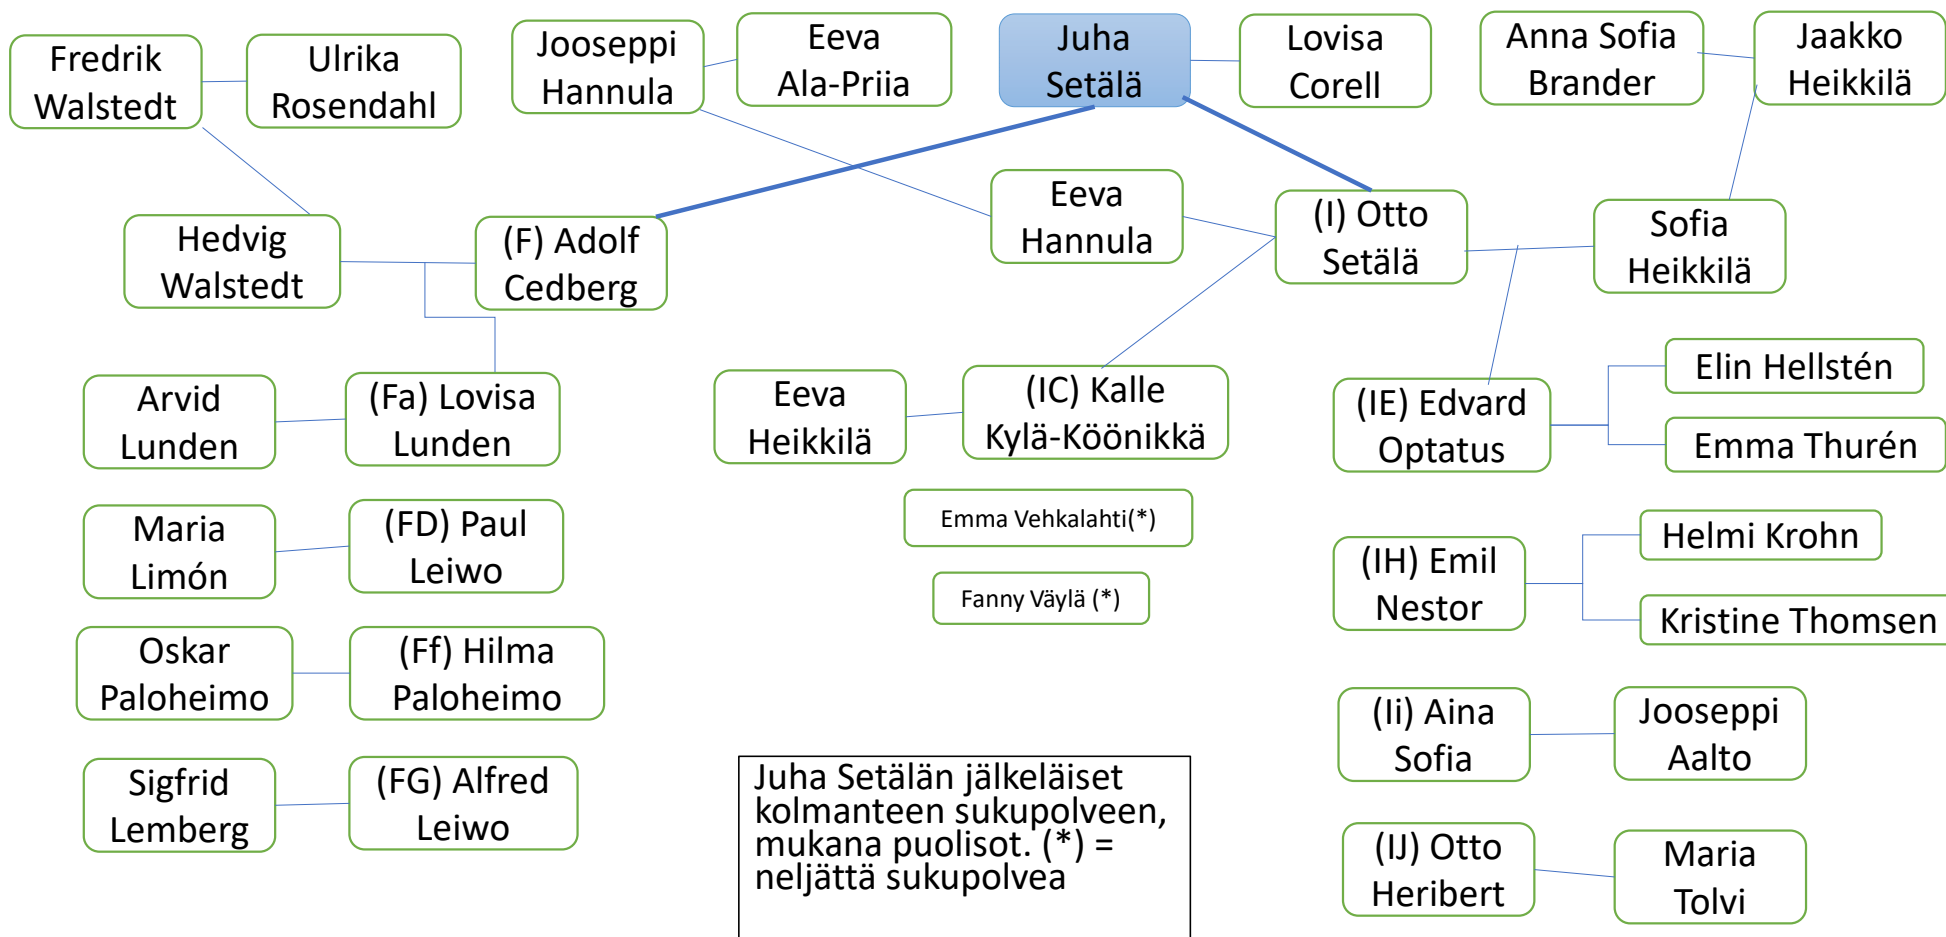 Fredrik
Walstedt
Ulrika
Rosendahl
Jooseppi
Hannula
Eeva
Ala-Priia
Juha
Setälä
Lovisa
Corell
Anna Sofia
Brander
Jaakko
Heikkilä
Hedvig
Walstedt
(F) Adolf
Cedberg
Eeva
Hannula
(I) Otto
Setälä
Sofia
Heikkilä
Arvid
Lunden
(Fa) Lovisa
Lunden
Eeva
Heikkilä
(IC) Kalle
Kylä-Köönikkä
(IE) Edvard
Optatus
Elin Hellstén
Emma Thurén
Maria
Limón
(FD) Paul
Leiwo
Emma Vehkalahti(*)
Fanny Väylä (*)
(IH) Emil
Nestor
Helmi Krohn
Kristine Thomsen
Oskar
Paloheimo
(Ff) Hilma
Paloheimo
(Ii) Aina
Sofia
Jooseppi
Aalto
Sigfrid
Lemberg
(FG) Alfred
Leiwo
Juha Setälän jälkeläiset
kolmanteen sukupolveen,
mukana puolisot. (*) =
neljättä sukupolvea
(IJ) Otto
Heribert
Maria
Tolvi